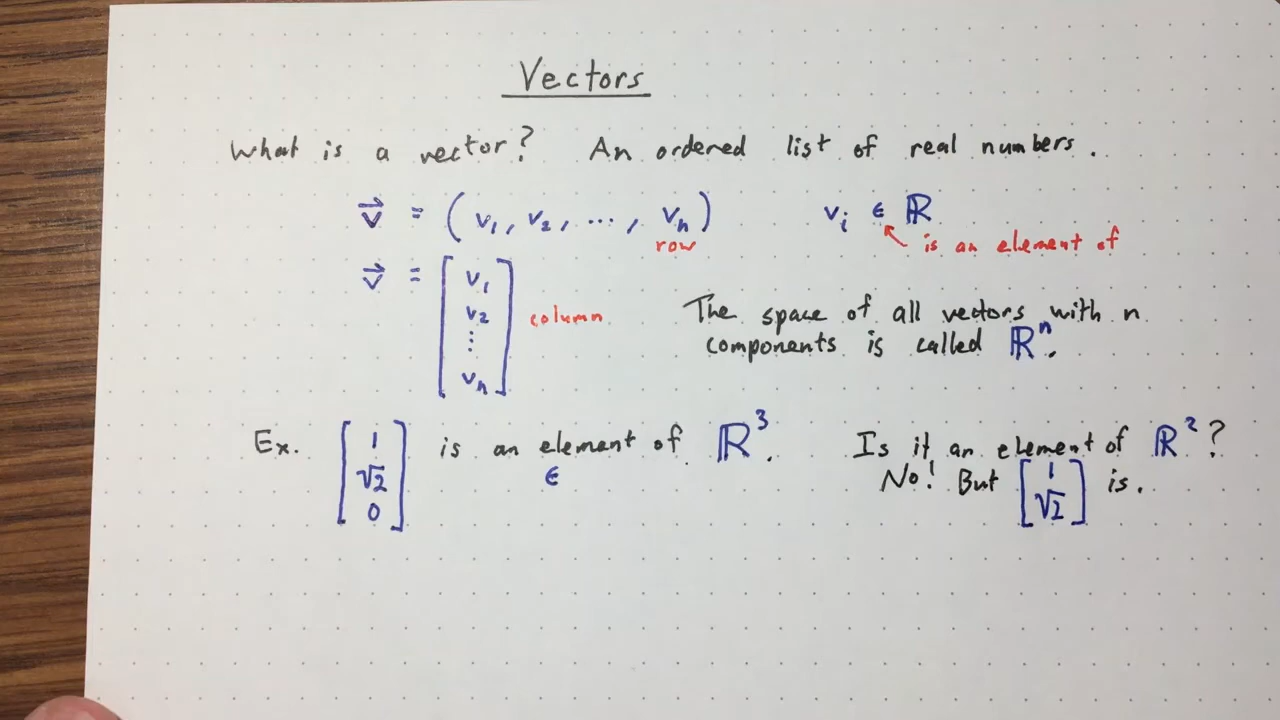 Vectors
What is a vector? An ordered list of real numbers.
v⃗ = (v₁, v₂, ..., vₙ) vᵢ ∈ ℝ
row
is an element of
v⃗ = [v₁
v₂
⋮
vₙ]
column
The space of all vectors with n
components is called ℝⁿ.
Ex. [1
√2
0] is an element of ℝ³.
∈
Is it an element of ℝ²?
No! But [1
√2] is.